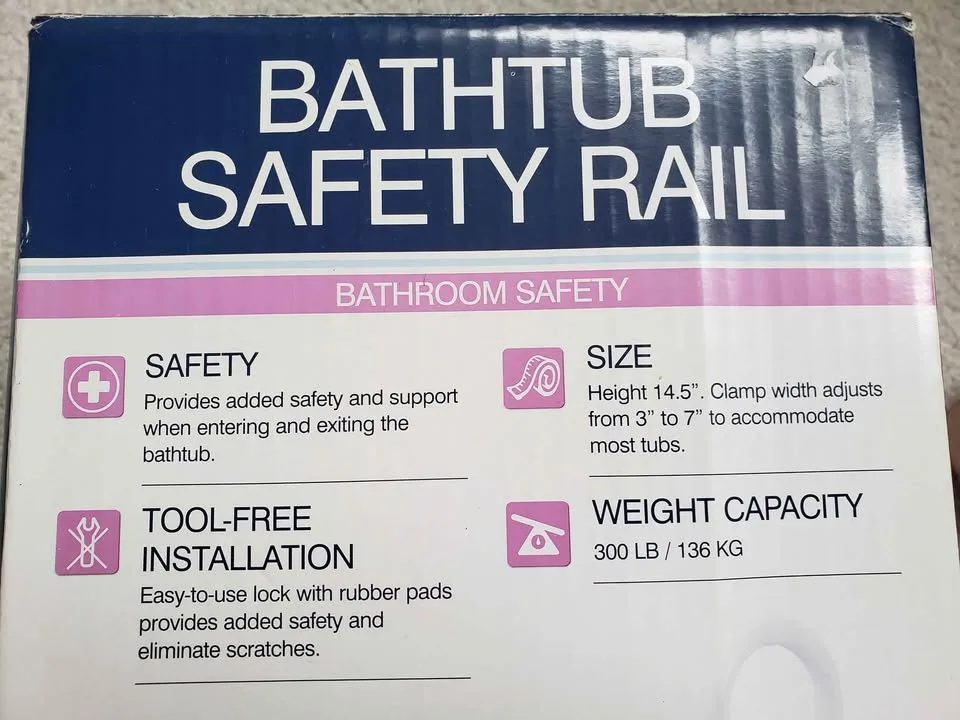 BATHTUB
SAFETY RAIL
BATHROOM SAFETY
SAFETY
Provides added safety and support
when entering and exiting the
bathtub.
TOOL-FREE
INSTALLATION
Easy-to-use lock with rubber pads
provides added safety and
eliminate scratches.
SIZE
Height 14.5”. Clamp width adjusts
from 3” to 7” to accommodate
most tubs.
WEIGHT CAPACITY
300 LB / 136 KG